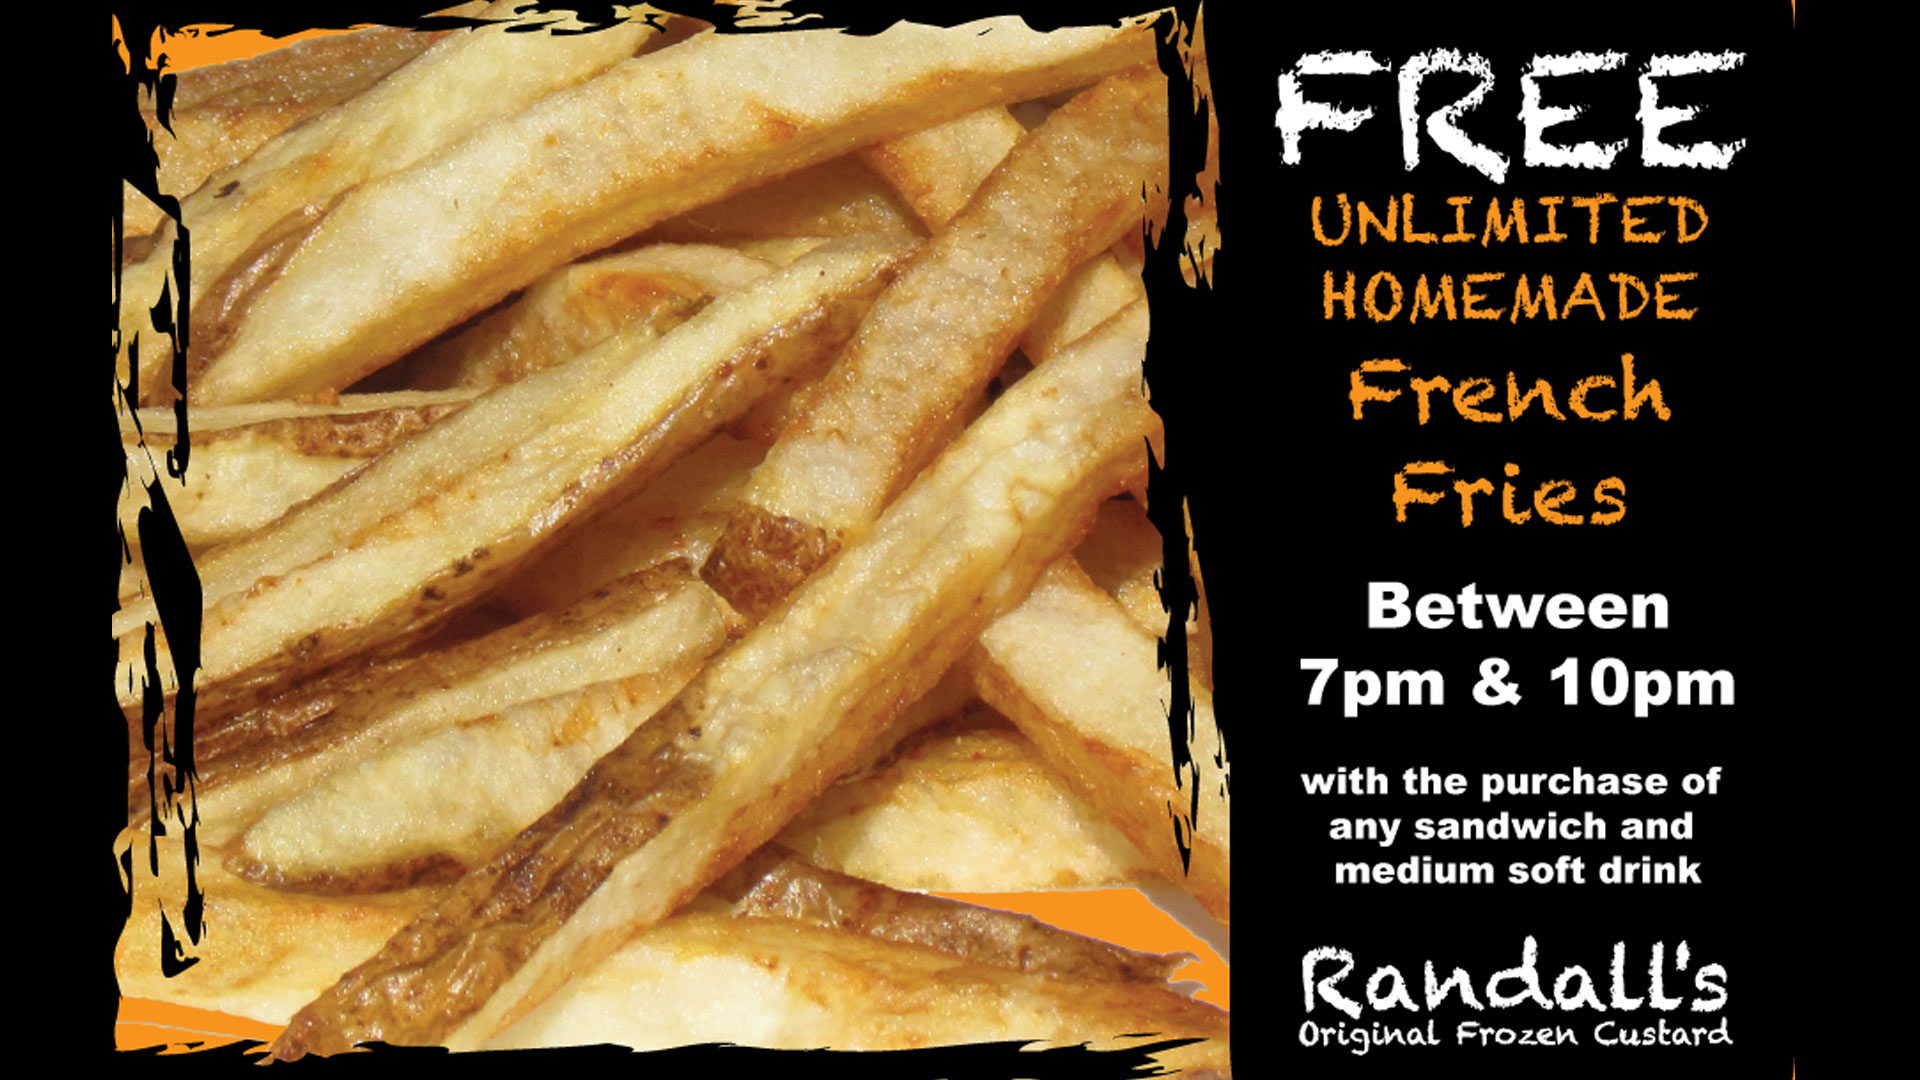 FREE
UNLIMITED
HOMEMADE
French
Fries
Between
7pm & 10pm
with the purchase of
any sandwich and
medium soft drink
Randall's
Original Frozen Custard